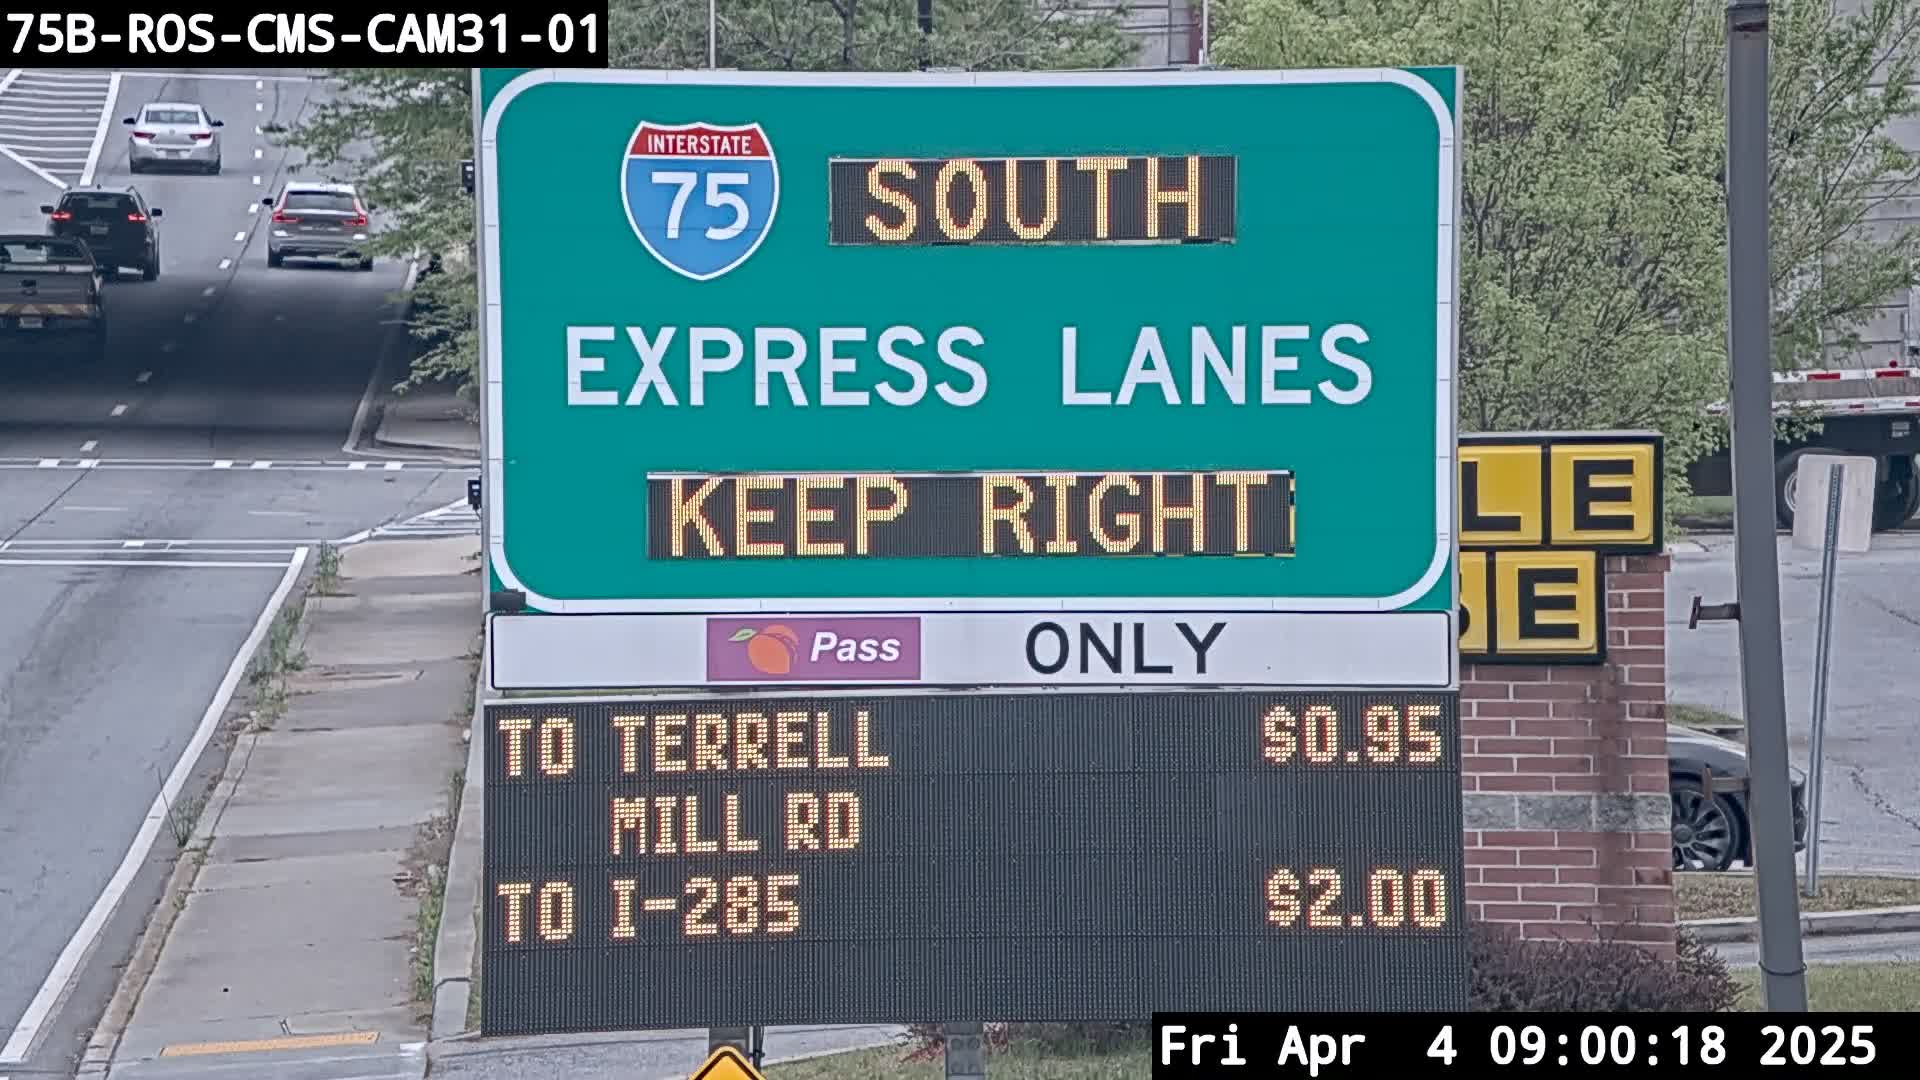 75B-ROS-CMS-CAM31-01
INTERSTATE
75
SOUTH
EXPRESS LANES
KEEP RIGHT
Pass ONLY
TO TERRELL $0.95
MILL RD
TO I-285 $2.00
LE
E
Fri Apr 4 09:00:18 2025